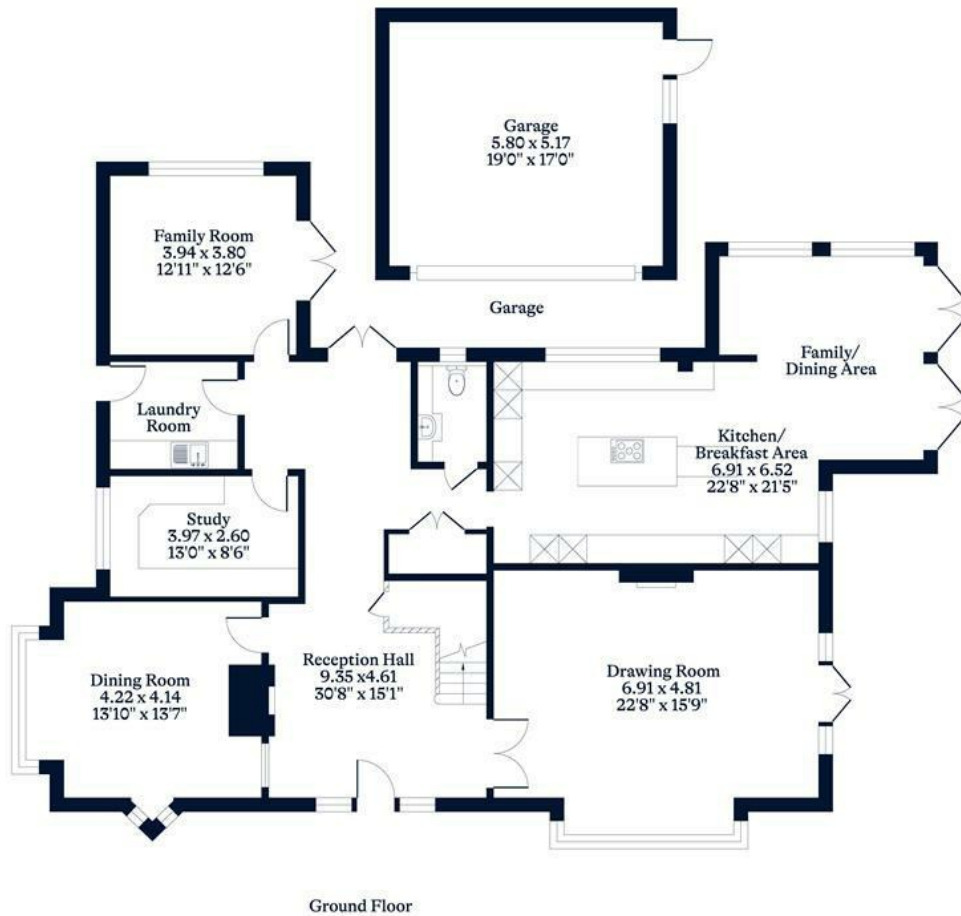 Garage
5.80 x 5.17
19'0" x 17'0"
Family Room
3.94 x 3.80
12'11" x 12'6"
Garage
Family/
Dining Area
Laundry
Room
Kitchen/
Breakfast Area
6.91 x 6.52
22'8" x 21'5"
Study
3.97 x 2.60
13'0" x 8'6"
Reception Hall
9.35 x4.61
30'8" x 15'1"
Dining Room
4.22 x 4.14
13'10" x 13'7"
Drawing Room
6.91 x 4.81
22'8" x 15'9"
Ground Floor